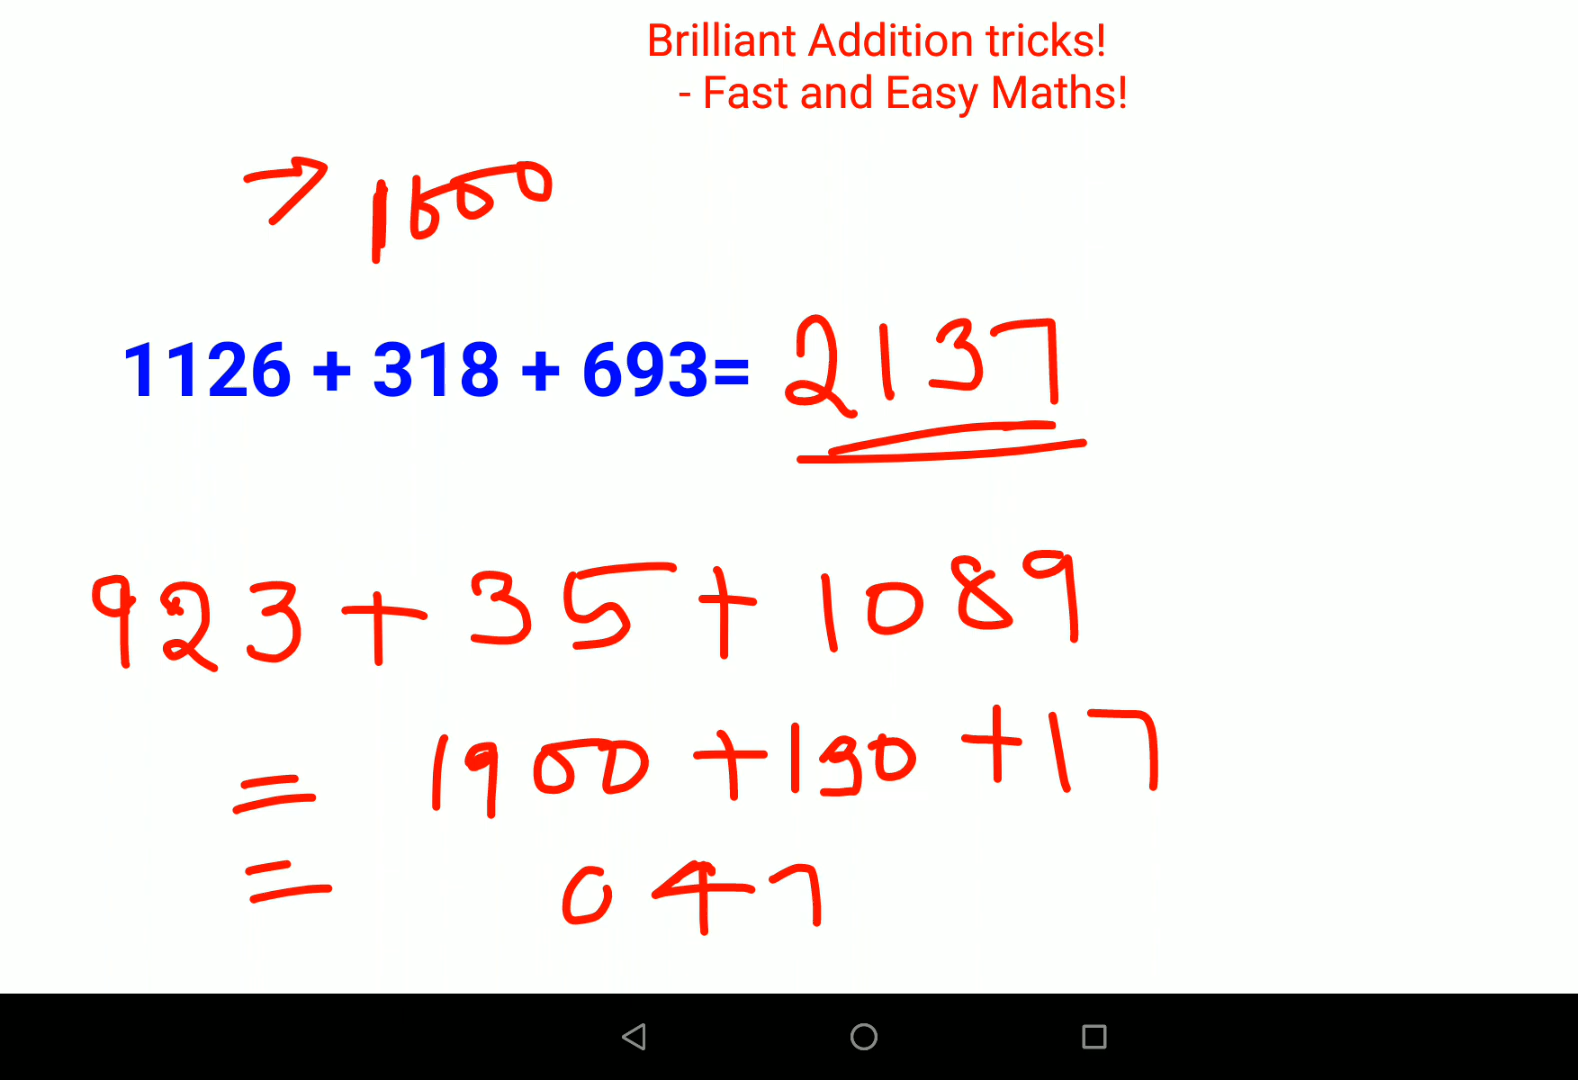 Brilliant Addition tricks!
- Fast and Easy Maths!
→ 1600
1126 + 318 + 693= 2137
923 + 35 + 1089
= 1900 + 130 + 17
= 047